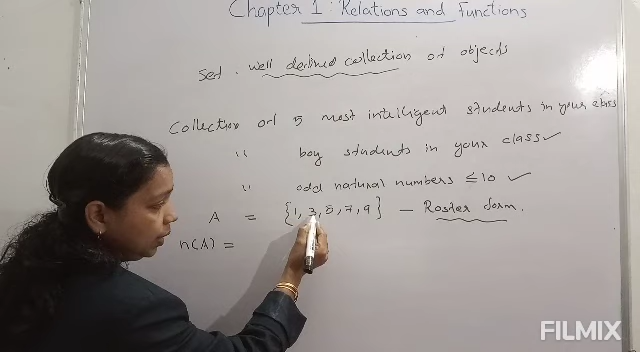 Chapter 1 : Relations and Functions
Set . well defined collection of objects
Collection of 5 most intelligent students in your class
" boy students in your class ✓
" odd natural numbers ≤ 10 ✓
A = {1, 3, 5, 7, 9} — Roster form.
n(A) =
FILMIX